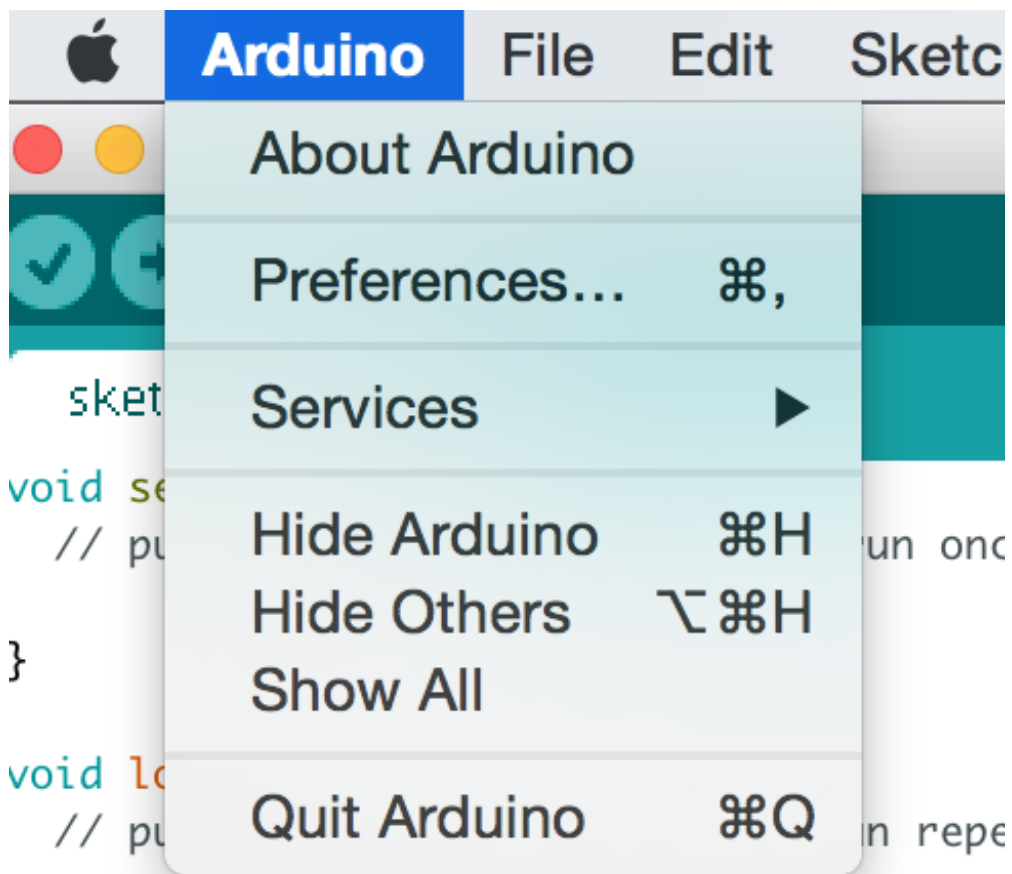 Arduino File Edit Sketc
About Arduino
Preferences... ⌘,
sket
Services ▶
void se
Hide Arduino ⌘H
// pu un onc
Hide Others ⌥⌘H
}
Show All
void lo
Quit Arduino ⌘Q
// pu n repe